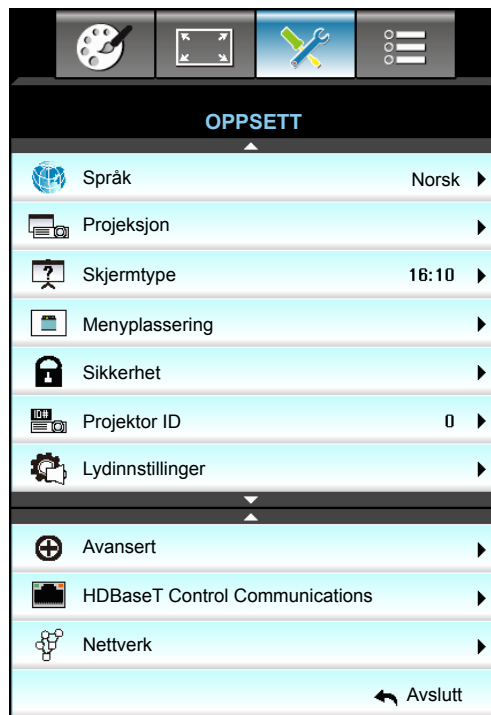 OPPSETT
Språk Norsk
Projeksjon
? Skjermtype 16:10
Menyplassering
Sikkerhet
ID# Projektor ID 0
Lydinnstillinger
Avansert
HDBaseT Control Communications
Nettverk
Avslutt